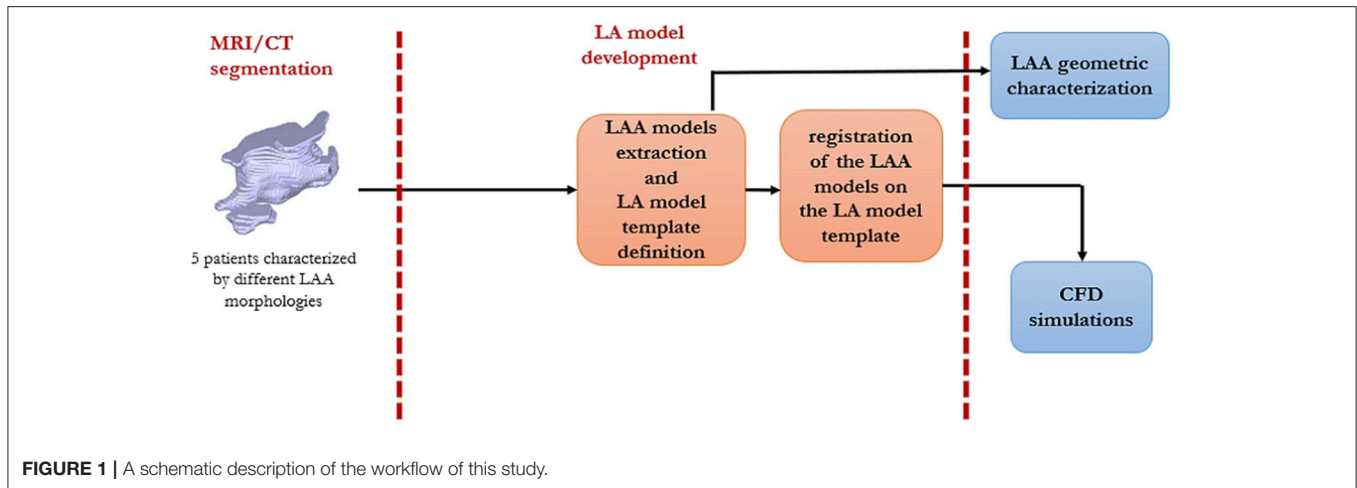 MRI/CT
segmentation
5 patients characterized
by different LAA
morphologies
LA model
development
LAA models
extraction
and
LA model
template
definition
registration
of the LAA
models on
the LA model
template
LAA geometric
characterization
CFD
simulations
FIGURE 1 | A schematic description of the workflow of this study.